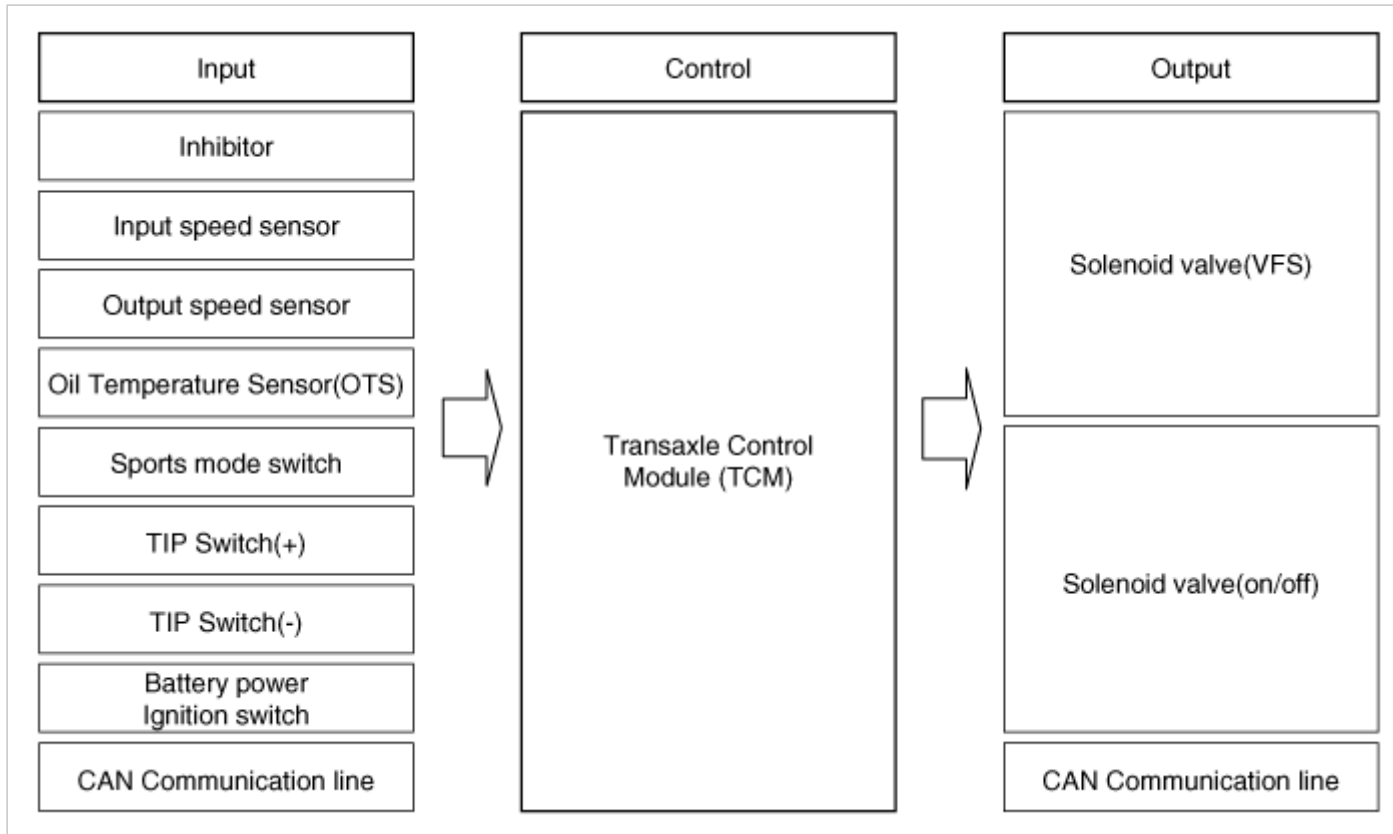 Input
Control
Output
Inhibitor
Input speed sensor
Output speed sensor
Oil Temperature Sensor(OTS)
Sports mode switch
TIP Switch(+)
TIP Switch(-)
Battery power
Ignition switch
CAN Communication line
Transaxle Control
Module (TCM)
Solenoid valve(VFS)
Solenoid valve(on/off)
CAN Communication line